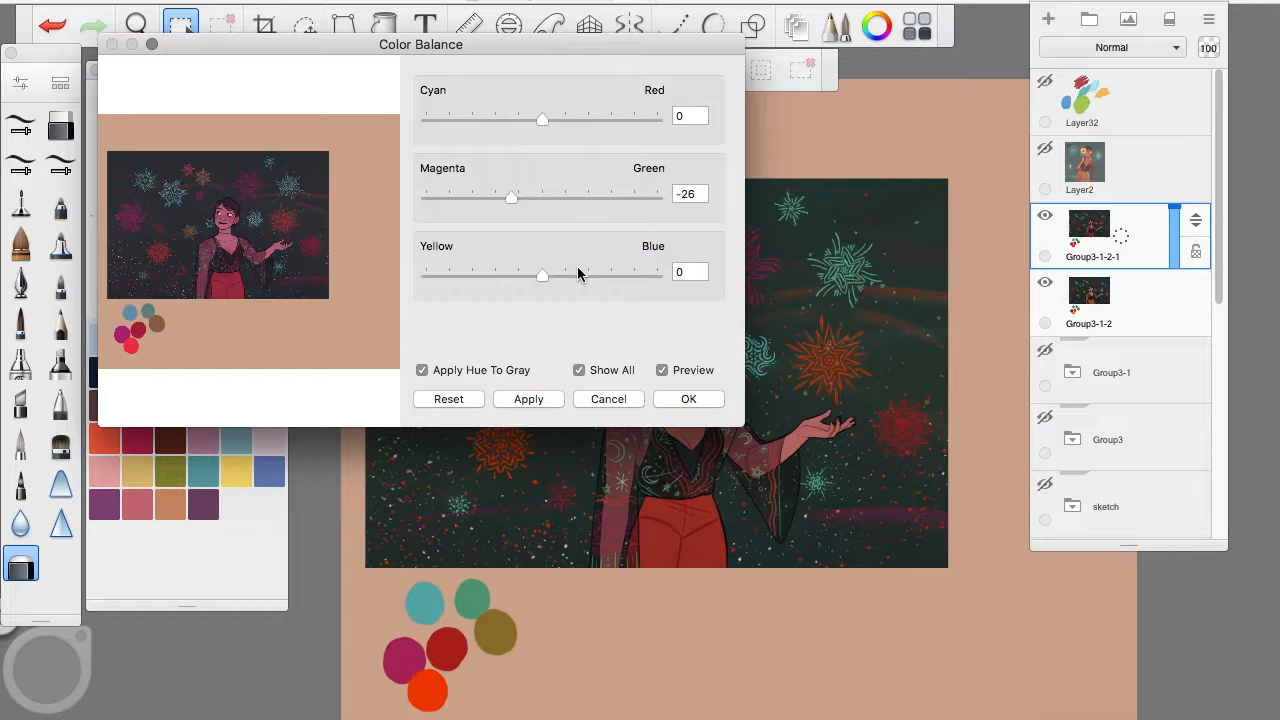 Color Balance
Cyan
Red
0
Magenta
Green
-26
Yellow
Blue
0
Apply Hue To Gray
Show All
Preview
Reset
Apply
Cancel
OK
Normal
100
Layer32
Layer2
Group3-1-2-1
Group3-1-2
Group3-1
Group3
sketch